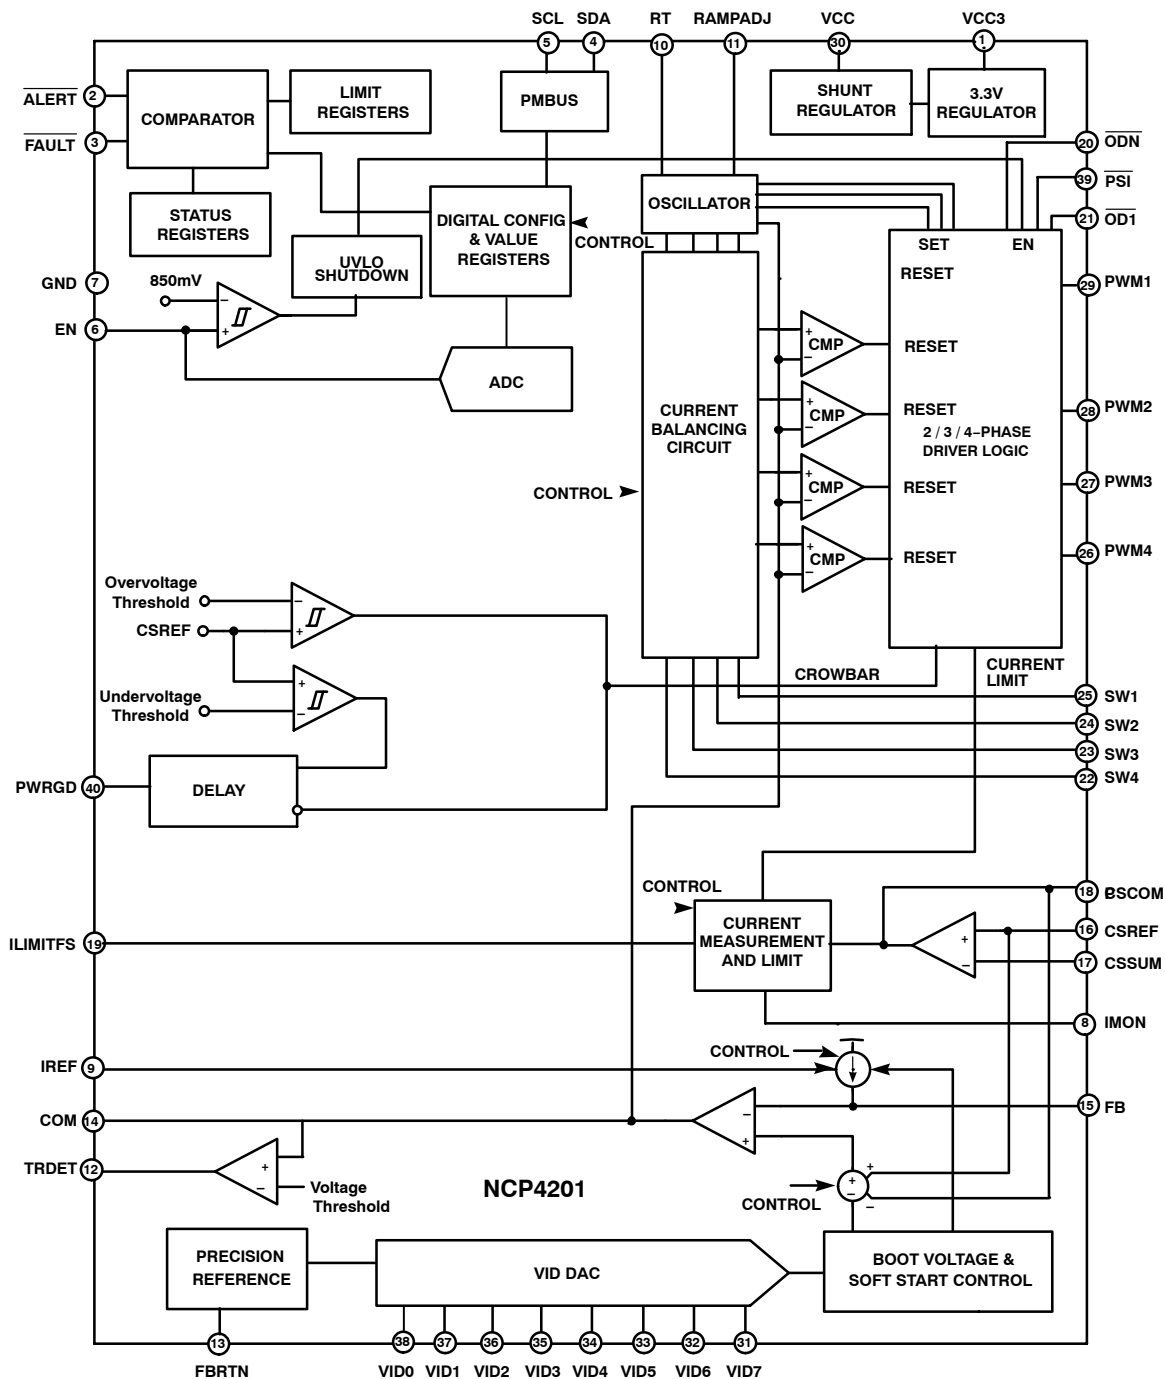 SCL SDA RT RAMPADJ VCC VCC3
5 4 10 11 30 1
ALERT 2
FAULT 3
COMPARATOR
LIMIT
REGISTERS
PMBUS
SHUNT
REGULATOR
3.3V
REGULATOR
20 ODN
39 PSI
21 OD1
STATUS
REGISTERS
DIGITAL CONFIG
& VALUE
REGISTERS
CONTROL
OSCILLATOR
UVLO
SHUTDOWN
SET EN
RESET
GND 7
850mV
EN 6
−
+
ADC
29 PWM1
+
CMP
−
RESET
28 PWM2
+
CMP
−
RESET
CURRENT
BALANCING
CIRCUIT
2 / 3 / 4−PHASE
DRIVER LOGIC
CONTROL
+
CMP
−
RESET
27 PWM3
+
CMP
−
RESET
26 PWM4
Overvoltage
Threshold
−
CSREF
+
+
Undervoltage
Threshold
−
CROWBAR
CURRENT
LIMIT
25 SW1
24 SW2
23 SW3
22 SW4
PWRGD 40
DELAY
CONTROL
CURRENT
MEASUREMENT
AND LIMIT
ILIMITFS 19
18 CSCOM
+
16 CSREF
−
17 CSSUM
8 IMON
CONTROL
IREF 9
15 FB
COM 14
−
+
TRDET 12
+
−
Voltage
Threshold
NCP4201
CONTROL
+
−
+
−
PRECISION
REFERENCE
VID DAC
BOOT VOLTAGE &
SOFT START CONTROL
13 38 37 36 35 34 33 32 31
FBRTN VID0 VID1 VID2 VID3 VID4 VID5 VID6 VID7